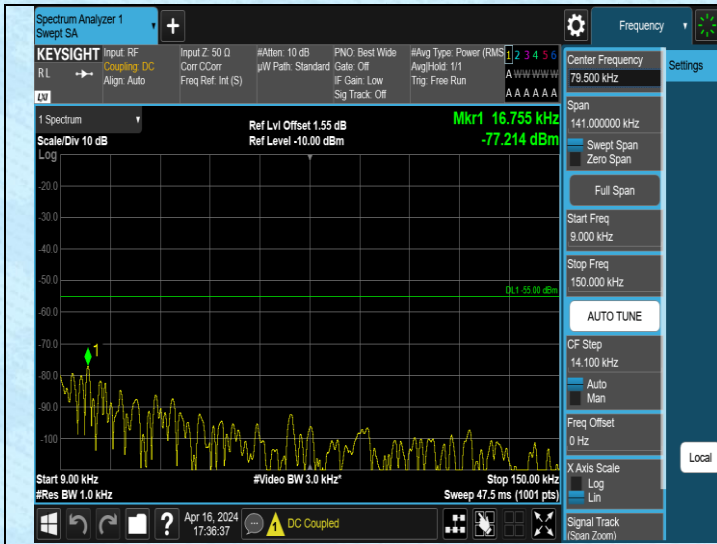 Spectrum Analyzer 1
Swept SA
+
Frequency
KEYSIGHT
RL
LXI
Input: RF
Coupling: DC
Align: Auto
Input Z: 50 Ω
Corr CCorr
Freq Ref: Int (S)
#Atten: 10 dB
µW Path: Standard
PNO: Best Wide
Gate: Off
IF Gain: Low
Sig Track: Off
#Avg Type: Power (RMS
Avg|Hold: 1/1
Trig: Free Run
1 2 3 4 5 6
A W W W W W
A A A A A A
1 Spectrum
Scale/Div 10 dB
Log
Ref Lvl Offset 1.55 dB
Ref Level -10.00 dBm
Mkr1 16.755 kHz
-77.214 dBm
-20.0
-30.0
-40.0
-50.0
DL1 -55.00 dBm
-60.0
-70.0
1
-80.0
-90.0
-100
Start 9.00 kHz
#Res BW 1.0 kHz
#Video BW 3.0 kHz*
Stop 150.00 kHz
Sweep 47.5 ms (1001 pts)
?
Apr 16, 2024
17:36:37
1
DC Coupled
Center Frequency
79.500 kHz
Span
141.000000 kHz
Swept Span
Zero Span
Full Span
Start Freq
9.000 kHz
Stop Freq
150.000 kHz
AUTO TUNE
CF Step
14.100 kHz
Auto
Man
Freq Offset
0 Hz
X Axis Scale
Log
Lin
Signal Track
(Span Zoom)
Settings
Local